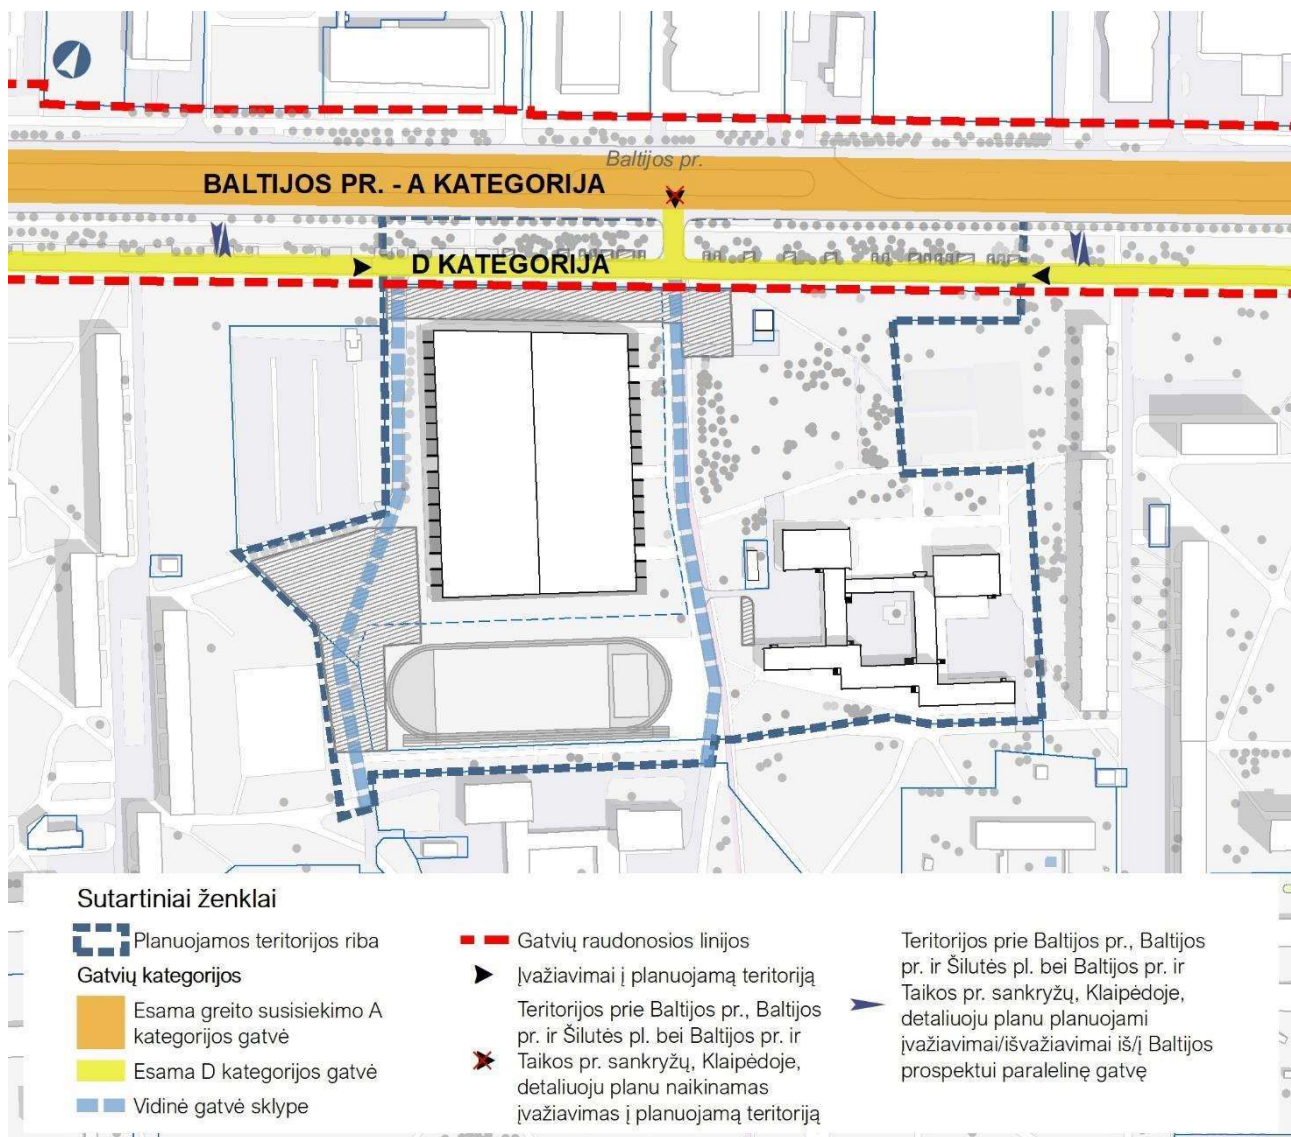 Baltijos pr.
BALTIJOS PR. - A KATEGORIJA
D KATEGORIJA
Sutartiniai ženklai
Planuojamos teritorijos riba
Gatvių kategorijos
Esama greito susisiekimo A
kategorijos gatvė
Esama D kategorijos gatvė
Vidinė gatvė sklype
Gatvių raudonosios linijos
Įvažiavimai į planuojamą teritoriją
Teritorijos prie Baltijos pr., Baltijos
pr. ir Šilutės pl. bei Baltijos pr. ir
Taikos pr. sankryžų, Klaipėdoje,
detaliuoju planu naikinamas
įvažiavimas į planuojamą teritoriją
Teritorijos prie Baltijos pr., Baltijos
pr. ir Šilutės pl. bei Baltijos pr. ir
Taikos pr. sankryžų, Klaipėdoje,
detaliuoju planu planuojami
įvažiavimai/išvažiavimai iš/į Baltijos
prospektui paralelinę gatvę